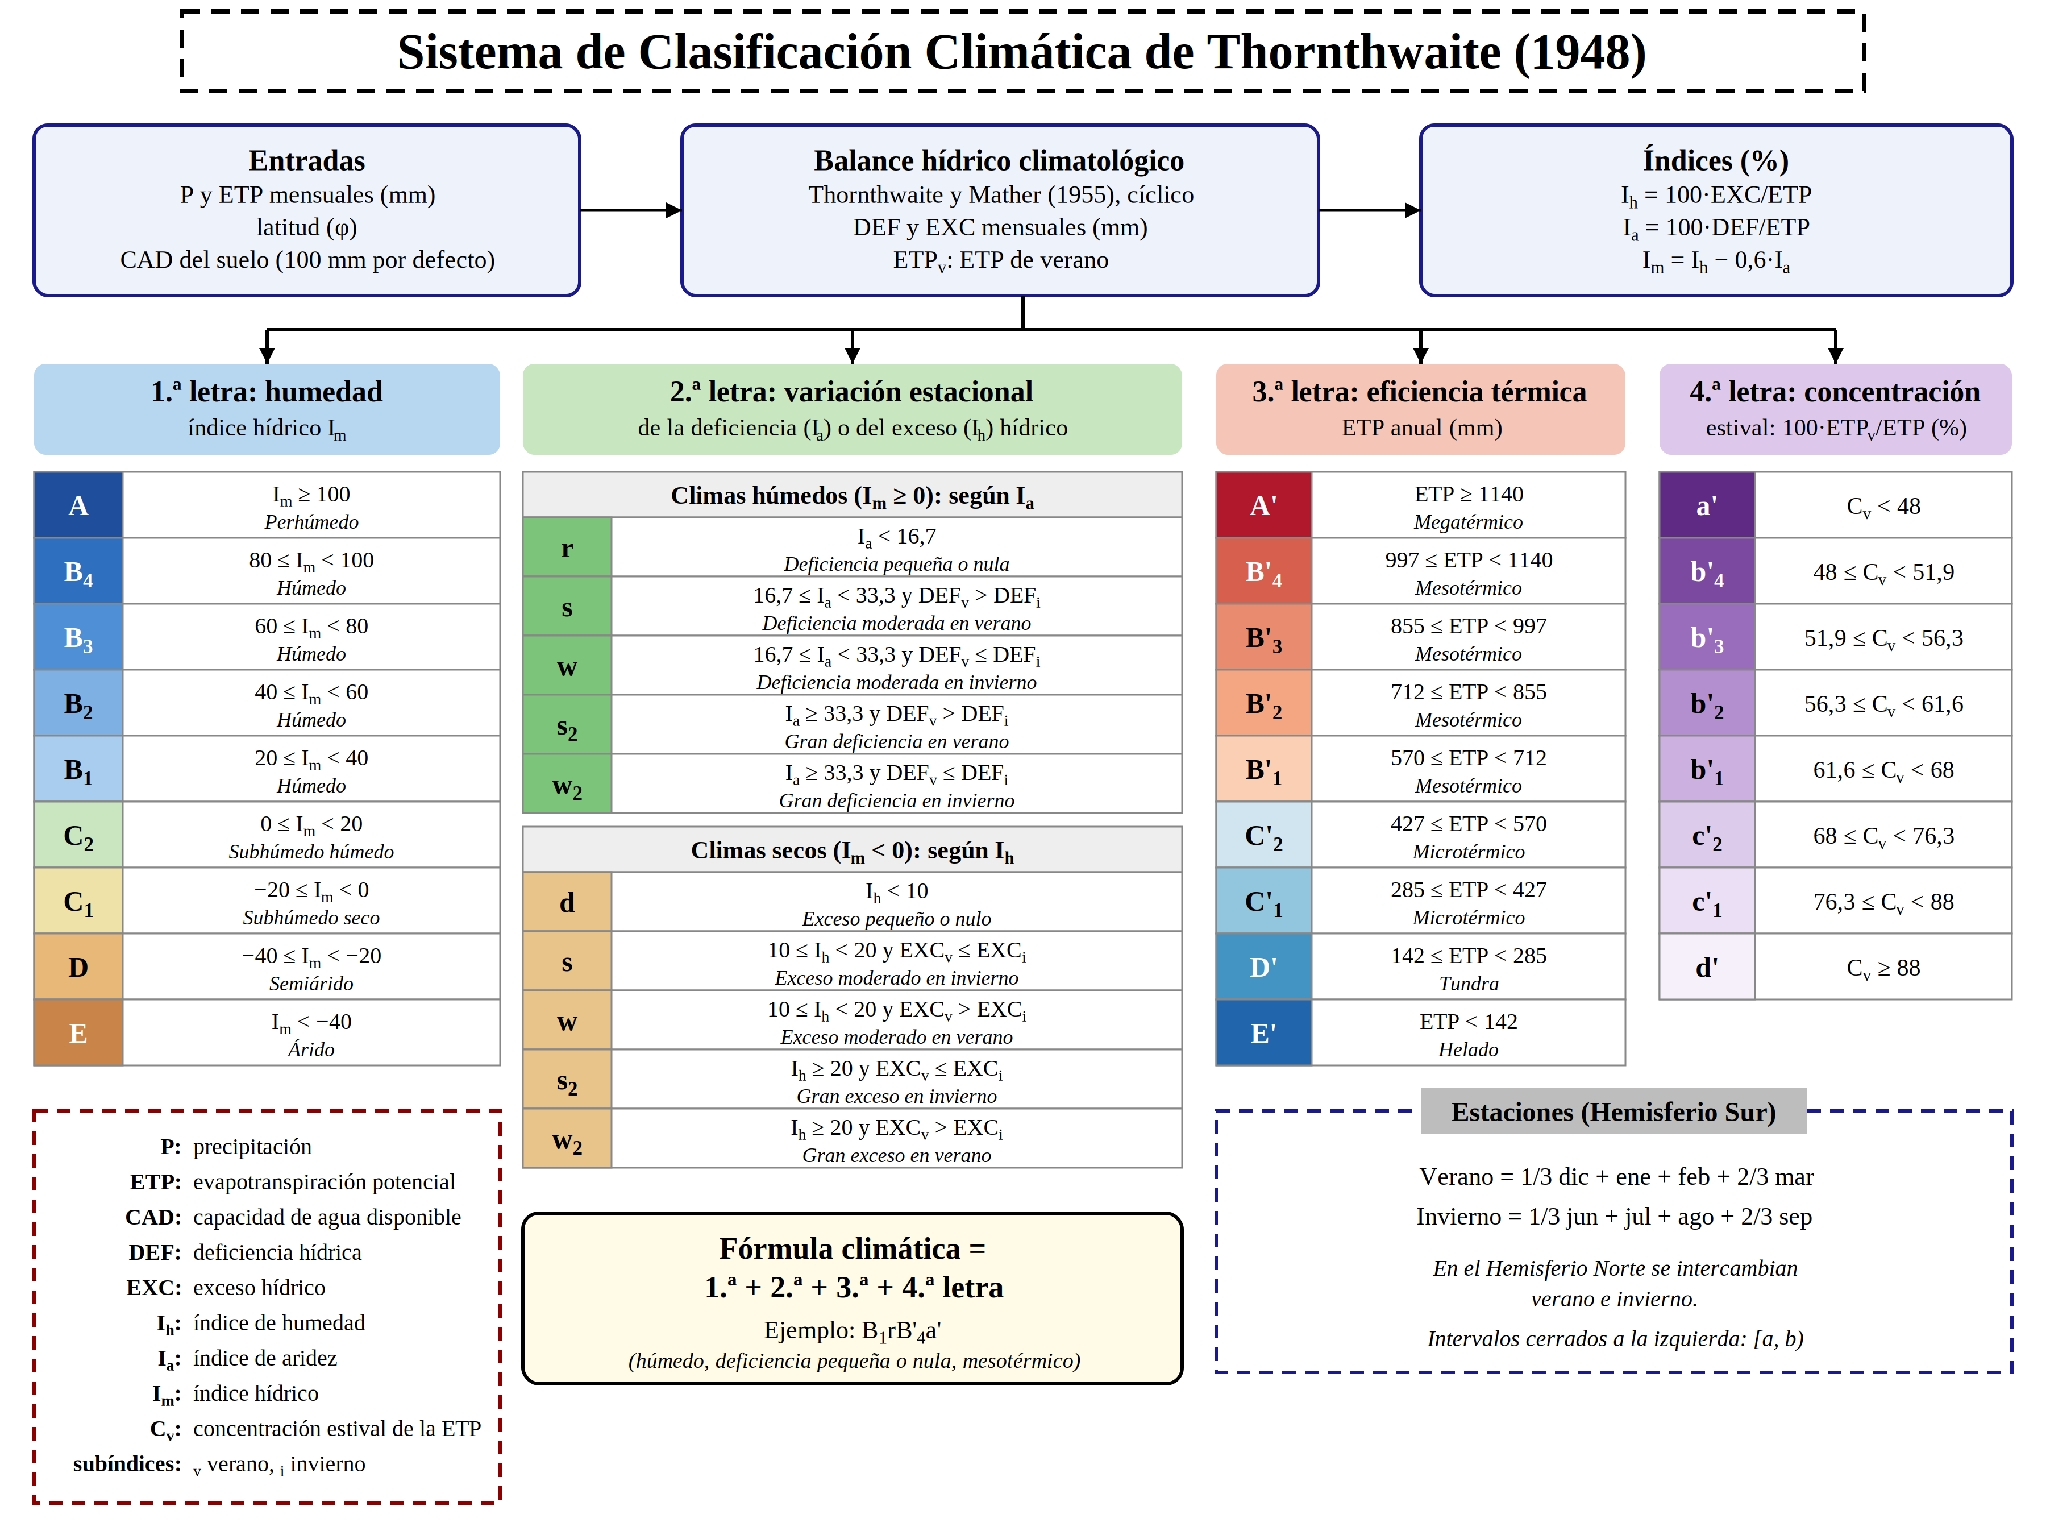 Sistema de Clasificación Climática de Thornthwaite (1948)
Entradas
P y ETP mensuales (mm)
latitud (φ)
CAD del suelo (100 mm por defecto)
Balance hídrico climatológico
Thornthwaite y Mather (1955), cíclico
DEF y EXC mensuales (mm)
ETPv: ETP de verano
Índices (%)
Ih = 100·EXC/ETP
Ia = 100·DEF/ETP
Im = Ih − 0,6·Ia
1.ª letra: humedad
índice hídrico Im
A
Im ≥ 100
Perhúmedo
B4
80 ≤ Im < 100
Húmedo
B3
60 ≤ Im < 80
Húmedo
B2
40 ≤ Im < 60
Húmedo
B1
20 ≤ Im < 40
Húmedo
C2
0 ≤ Im < 20
Subhúmedo húmedo
C1
−20 ≤ Im < 0
Subhúmedo seco
D
−40 ≤ Im < −20
Semiárido
E
Im < −40
Árido
2.ª letra: variación estacional
de la deficiencia (Ia) o del exceso (Ih) hídrico
Climas húmedos (Im ≥ 0): según Ia
r
Ia < 16,7
Deficiencia pequeña o nula
s
16,7 ≤ Ia < 33,3 y DEFv > DEFi
Deficiencia moderada en verano
w
16,7 ≤ Ia < 33,3 y DEFv ≤ DEFi
Deficiencia moderada en invierno
s2
Ia ≥ 33,3 y DEFv > DEFi
Gran deficiencia en verano
w2
Ia ≥ 33,3 y DEFv ≤ DEFi
Gran deficiencia en invierno
Climas secos (Im < 0): según Ih
d
Ih < 10
Exceso pequeño o nulo
s
10 ≤ Ih < 20 y EXCv ≤ EXCi
Exceso moderado en invierno
w
10 ≤ Ih < 20 y EXCv > EXCi
Exceso moderado en verano
s2
Ih ≥ 20 y EXCv ≤ EXCi
Gran exceso en invierno
w2
Ih ≥ 20 y EXCv > EXCi
Gran exceso en verano
3.ª letra: eficiencia térmica
ETP anual (mm)
A'
ETP ≥ 1140
Megatérmico
B'4
997 ≤ ETP < 1140
Mesotérmico
B'3
855 ≤ ETP < 997
Mesotérmico
B'2
712 ≤ ETP < 855
Mesotérmico
B'1
570 ≤ ETP < 712
Mesotérmico
C'2
427 ≤ ETP < 570
Microtérmico
C'1
285 ≤ ETP < 427
Microtérmico
D'
142 ≤ ETP < 285
Tundra
E'
ETP < 142
Helado
4.ª letra: concentración
estival: 100·ETPv/ETP (%)
a'
Cv < 48
b'4
48 ≤ Cv < 51,9
b'3
51,9 ≤ Cv < 56,3
b'2
56,3 ≤ Cv < 61,6
b'1
61,6 ≤ Cv < 68
c'2
68 ≤ Cv < 76,3
c'1
76,3 ≤ Cv < 88
d'
Cv ≥ 88
P: precipitación
ETP: evapotranspiración potencial
CAD: capacidad de agua disponible
DEF: deficiencia hídrica
EXC: exceso hídrico
Ih: índice de humedad
Ia: índice de aridez
Im: índice hídrico
Cv: concentración estival de la ETP
subíndices: v verano, i invierno
Fórmula climática =
1.ª + 2.ª + 3.ª + 4.ª letra
Ejemplo: B1rB'4a'
(húmedo, deficiencia pequeña o nula, mesotérmico)
Estaciones (Hemisferio Sur)
Verano = 1/3 dic + ene + feb + 2/3 mar
Invierno = 1/3 jun + jul + ago + 2/3 sep
En el Hemisferio Norte se intercambian
verano e invierno.
Intervalos cerrados a la izquierda: [a, b)